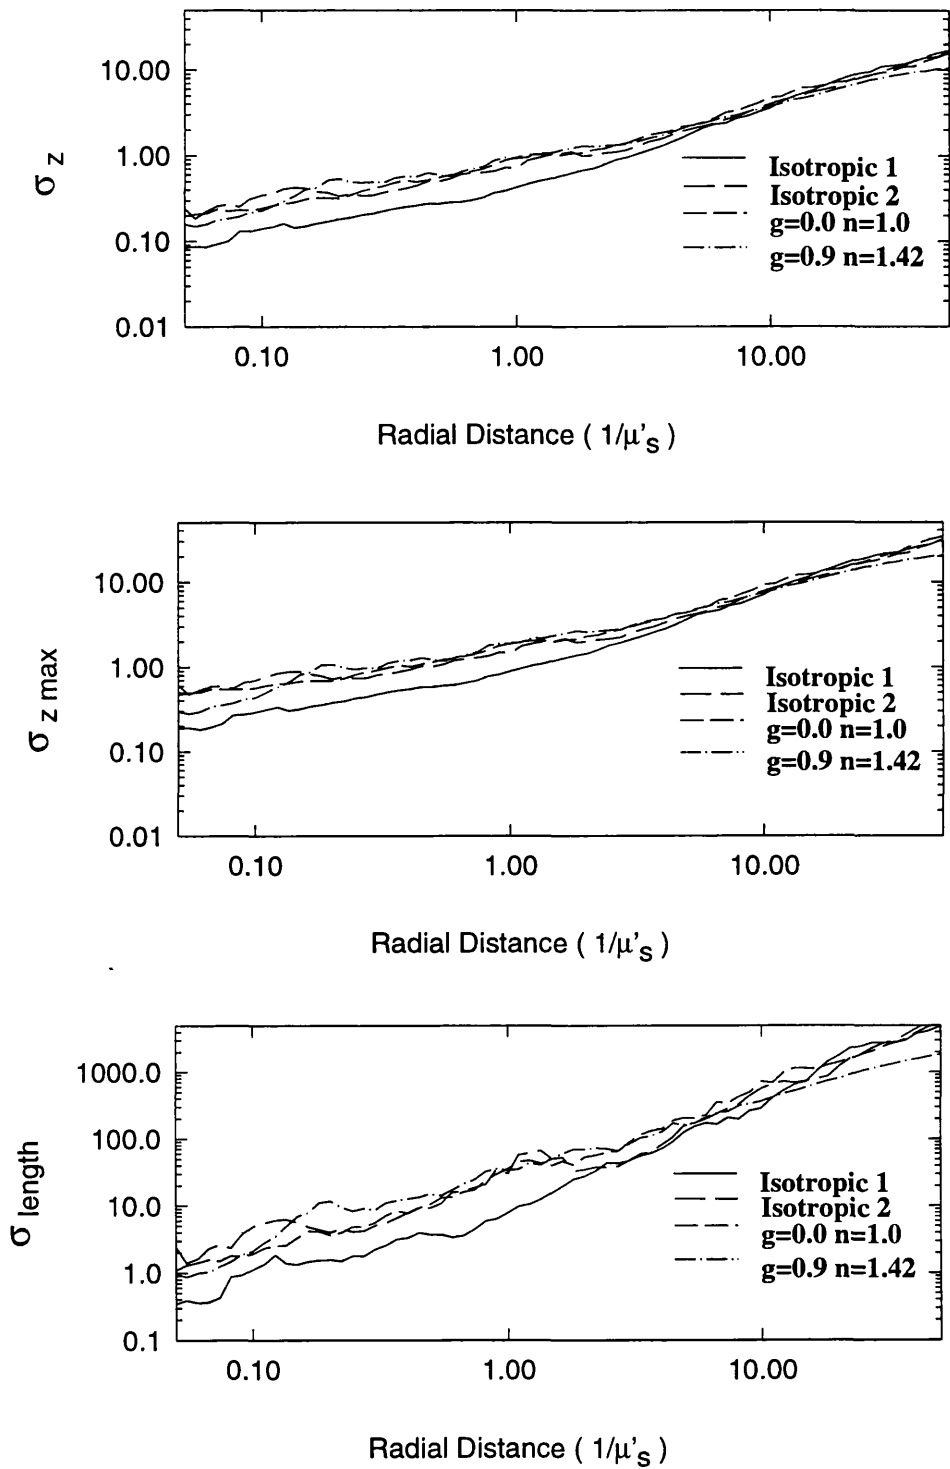 10.00
1.00
0.10
0.01
σ z
Isotropic 1
Isotropic 2
g=0.0 n=1.0
g=0.9 n=1.42
0.10 1.00 10.00
Radial Distance ( 1/μ's )
10.00
1.00
0.10
0.01
σ z max
Isotropic 1
Isotropic 2
g=0.0 n=1.0
g=0.9 n=1.42
0.10 1.00 10.00
Radial Distance ( 1/μ's )
1000.0
100.0
10.0
1.0
0.1
σ length
Isotropic 1
Isotropic 2
g=0.0 n=1.0
g=0.9 n=1.42
0.10 1.00 10.00
Radial Distance ( 1/μ's )